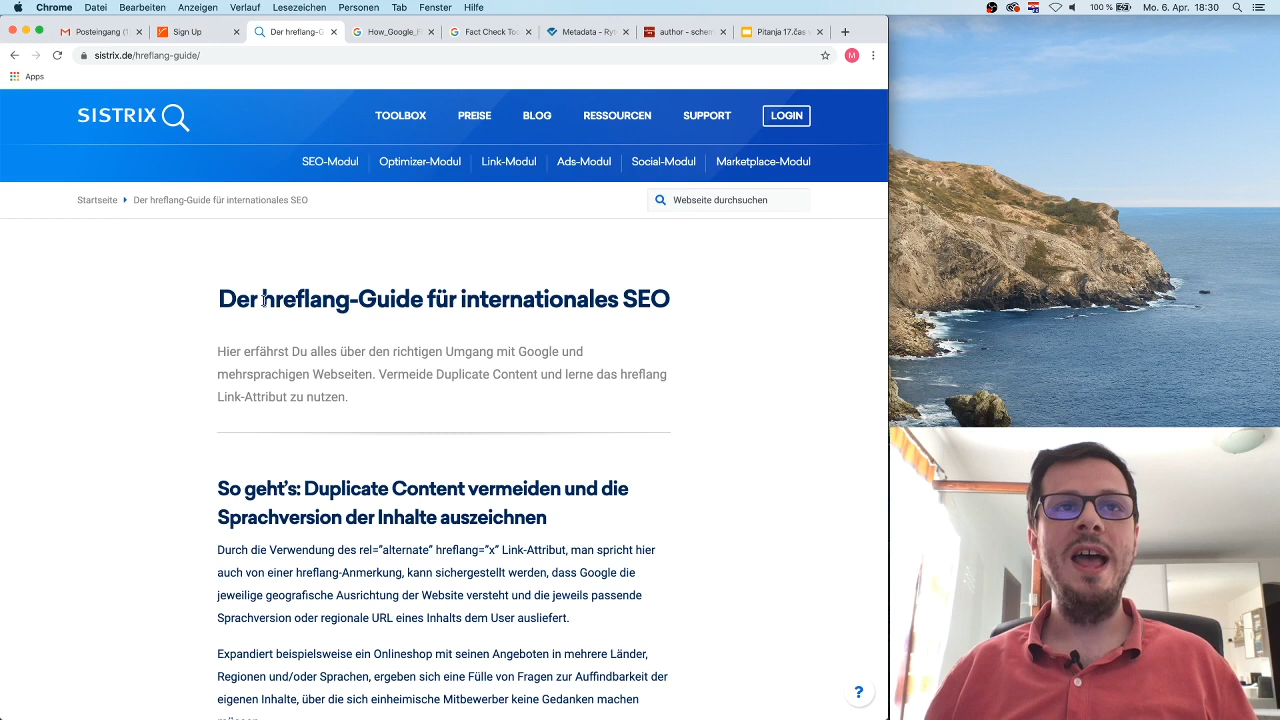 Chrome Datei Bearbeiten Anzeigen Verlauf Lesezeichen Personen Tab Fenster Hilfe 100 % Mo. 6. Apr. 18:30
Posteingang (1 Sign Up Der hreflang-G How_Google_ Fact Check Too Metadata - Ryt author - schem Pitanja 17.čas
sistrix.de/hreflang-guide/ M
Apps
SISTRIX TOOLBOX PREISE BLOG RESSOURCEN SUPPORT LOGIN
SEO-Modul Optimizer-Modul Link-Modul Ads-Modul Social-Modul Marketplace-Modul
Startseite Der hreflang-Guide für internationales SEO Webseite durchsuchen
Der hreflang-Guide für internationales SEO
Hier erfährst Du alles über den richtigen Umgang mit Google und
mehrsprachigen Webseiten. Vermeide Duplicate Content und lerne das hreflang
Link-Attribut zu nutzen.
So geht's: Duplicate Content vermeiden und die
Sprachversion der Inhalte auszeichnen
Durch die Verwendung des rel="alternate" hreflang="x" Link-Attribut, man spricht hier
auch von einer hreflang-Anmerkung, kann sichergestellt werden, dass Google die
jeweilige geografische Ausrichtung der Website versteht und die jeweils passende
Sprachversion oder regionale URL eines Inhalts dem User ausliefert.
Expandiert beispielsweise ein Onlineshop mit seinen Angeboten in mehrere Länder,
Regionen und/oder Sprachen, ergeben sich eine Fülle von Fragen zur Auffindbarkeit der
eigenen Inhalte, über die sich einheimische Mitbewerber keine Gedanken machen
?